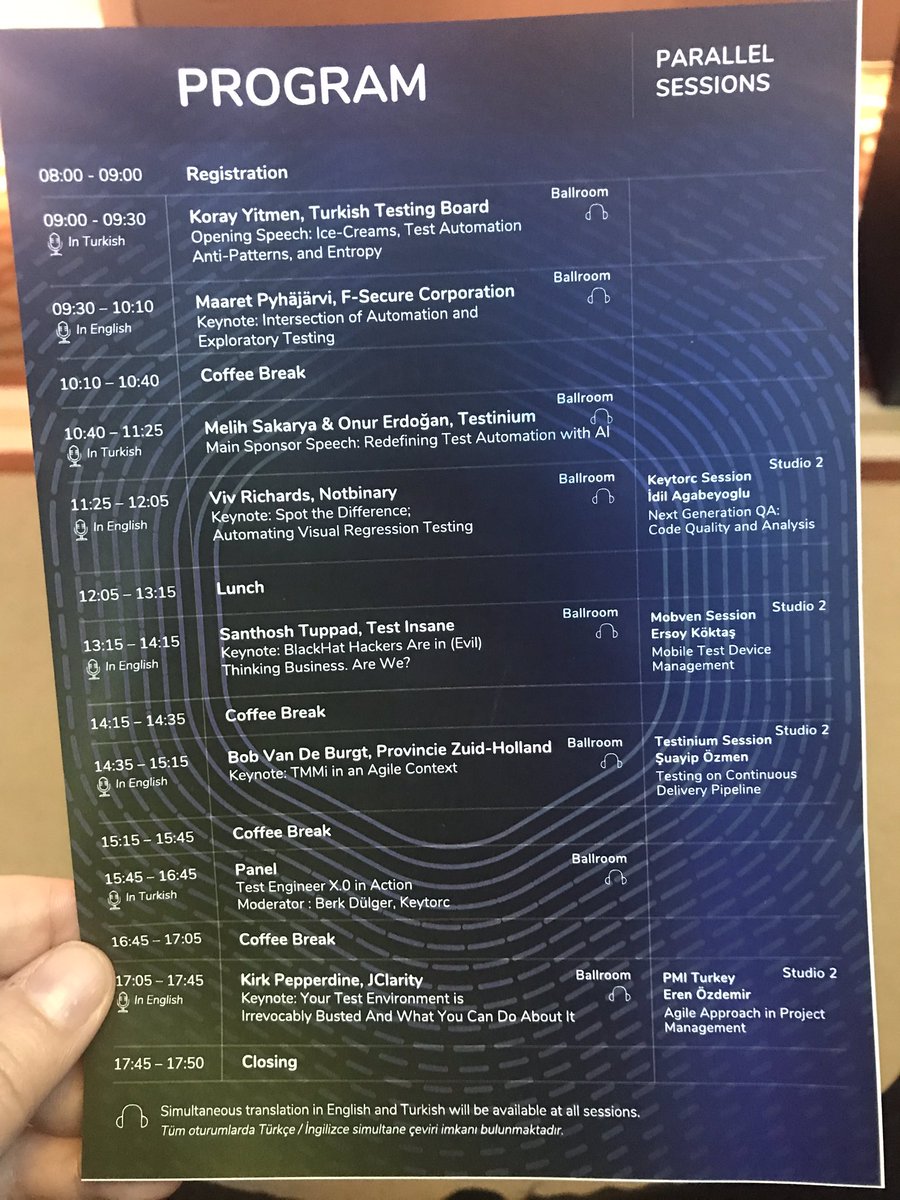 PROGRAM
PARALLEL
SESSIONS
08:00 - 09:00
Registration
09:00 - 09:30
In Turkish
Koray Yitmen, Turkish Testing Board
Opening Speech: Ice-Creams, Test Automation
Anti-Patterns, and Entropy
Ballroom
09:30 – 10:10
In English
Maaret Pyhäjärvi, F-Secure Corporation
Keynote: Intersection of Automation and
Exploratory Testing
Ballroom
10:10 – 10:40
Coffee Break
10:40 – 11:25
In Turkish
Melih Sakarya & Onur Erdoğan, Testinium
Main Sponsor Speech: Redefining Test Automation with AI
Ballroom
11:25 – 12:05
In English
Viv Richards, Notbinary
Keynote: Spot the Difference;
Automating Visual Regression Testing
Ballroom
Studio 2
Keytorc Session
İdil Agabeyoglu
Next Generation QA:
Code Quality and Analysis
12:05 – 13:15
Lunch
13:15 – 14:15
In English
Santhosh Tuppad, Test Insane
Keynote: BlackHat Hackers Are in (Evil)
Thinking Business. Are We?
Ballroom
Studio 2
Mobven Session
Ersoy Köktaş
Mobile Test Device
Management
14:15 – 14:35
Coffee Break
14:35 – 15:15
In English
Bob Van De Burgt, Provincie Zuid-Holland
Keynote: TMMi in an Agile Context
Ballroom
Studio 2
Testinium Session
Şuayip Özmen
Testing on Continuous
Delivery Pipeline
15:15 – 15:45
Coffee Break
15:45 – 16:45
In Turkish
Panel
Test Engineer X.0 in Action
Moderator : Berk Dülger, Keytorc
Ballroom
16:45 – 17:05
Coffee Break
17:05 – 17:45
In English
Kirk Pepperdine, JClarity
Keynote: Your Test Environment is
Irrevocably Busted And What You Can Do About It
Ballroom
Studio 2
PMI Turkey
Eren Özdemir
Agile Approach in Project
Management
17:45 – 17:50
Closing
Simultaneous translation in English and Turkish will be available at all sessions.
Tüm oturumlarda Türkçe / İngilizce simultane çeviri imkanı bulunmaktadır.